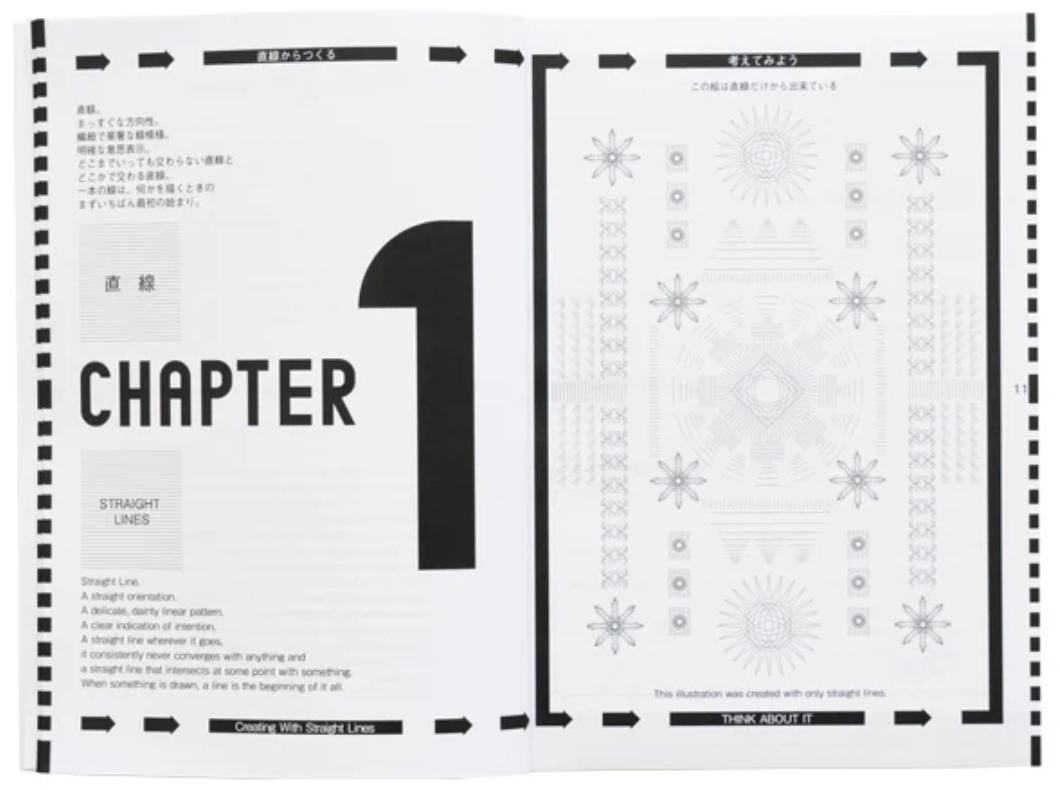 直線からつくる
直線。
まっすぐな方向性。
繊細で華奢な線模様。
明確な意思表示。
どこまでいっても交わらない直線と
どこかで交わる直線。
一本の線は、何かを描くときの
まずいちばん最初の始まり。
直 線
CHAPTER
1
STRAIGHT
LINES
Straight Line.
A straight orientation.
A delicate, dainty linear pattern.
A clear indication of intention.
A straight line wherever it goes,
it consistently never converges with anything and
a straight line that intersects at some point with something.
When something is drawn, a line is the beginning of it all.
Creating With Straight Lines
考えてみよう
この絵は直線だけから出来ている
11
This illustration was created with only straight lines.
THINK ABOUT IT